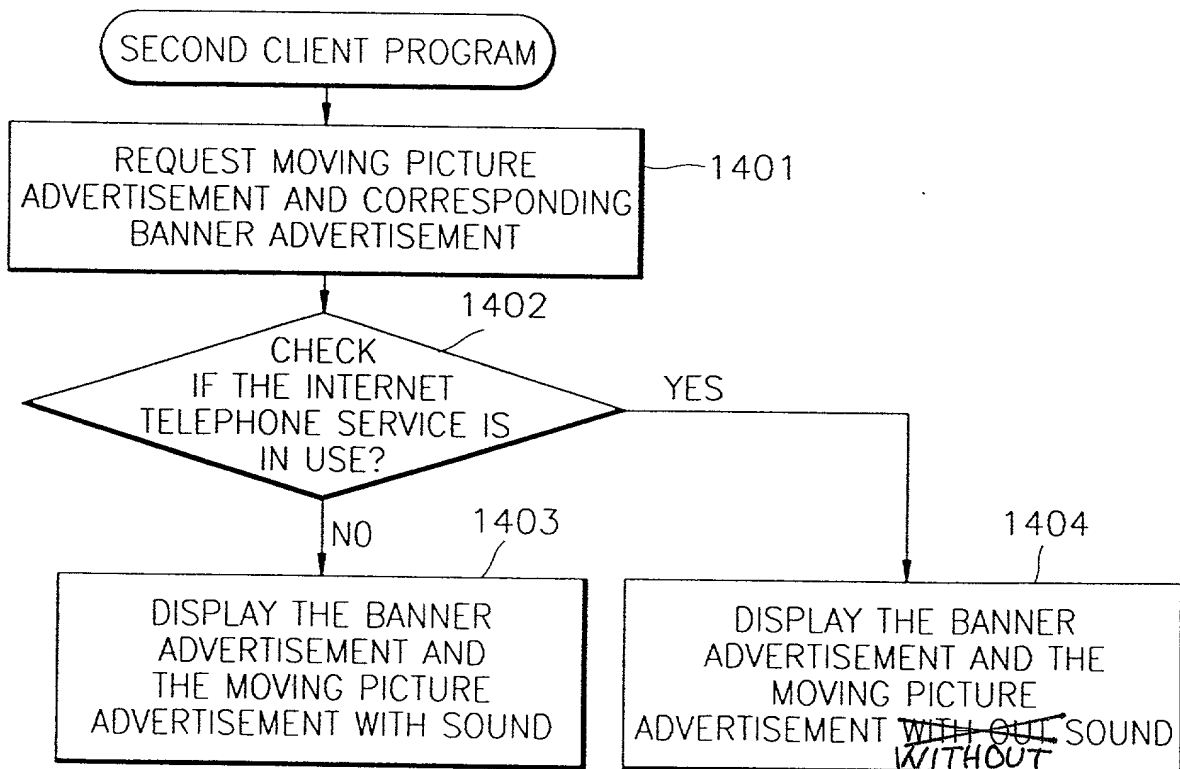 SECOND CLIENT PROGRAM
REQUEST MOVING PICTURE
ADVERTISEMENT AND CORRESPONDING
BANNER ADVERTISEMENT
1401
1402
CHECK
IF THE INTERNET
TELEPHONE SERVICE IS
IN USE?
YES
NO
1403
DISPLAY THE BANNER
ADVERTISEMENT AND
THE MOVING PICTURE
ADVERTISEMENT WITH SOUND
1404
DISPLAY THE BANNER
ADVERTISEMENT AND THE
MOVING PICTURE
ADVERTISEMENT WITH OUT SOUND
WITHOUT